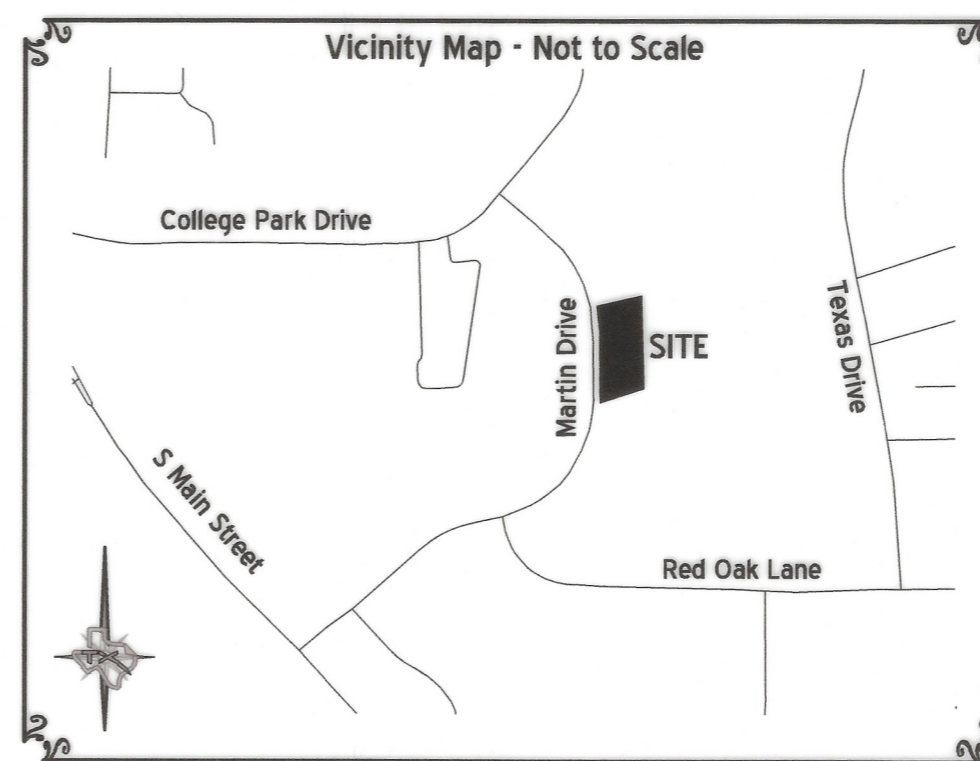 Vicinity Map - Not to Scale
College Park Drive
Martin Drive
SITE
Texas Drive
S Main Street
Red Oak Lane
TX